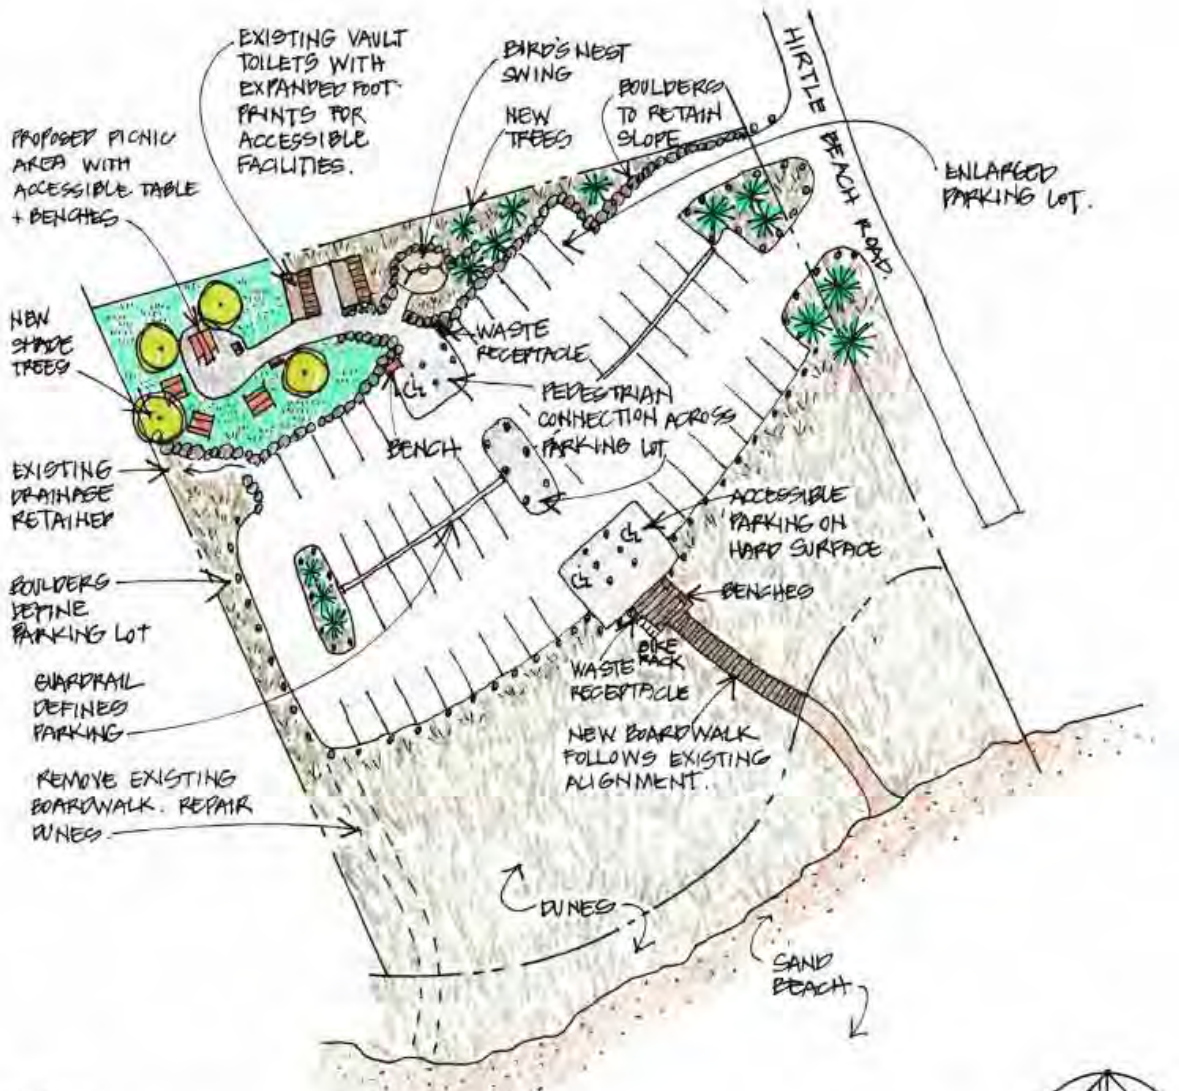 EXISTING VAULT
TOILETS WITH
EXPANDED FOOT-
PRINTS FOR
ACCESSIBLE
FACILITIES.
BIRD'S NEST
SWING
NEW
TREES
BOULDERS
TO RETAIN
SLOPE
HIRTLE BEACH ROAD.
ENLARGED
PARKING LOT.
PROPOSED PICNIC
AREA WITH
ACCESSIBLE TABLE
+ BENCHES
NEW
SHADE
TREES
WASTE
RECEPTACLE
PEDESTRIAN
CONNECTION ACROSS
PARKING LOT
BENCH
EXISTING
DRAINAGE
RETAINED
ACCESSIBLE
PARKING ON
HARD SURFACE
BOULDERS
DEFINE
PARKING LOT
BENCHES
BIKE
RACK
WASTE
RECEPTACLE
GUARDRAIL
DEFINES
PARKING
NEW BOARDWALK
FOLLOWS EXISTING
ALIGNMENT.
REMOVE EXISTING
BOARDWALK. REPAIR
DUNES.
DUNES
SAND
BEACH